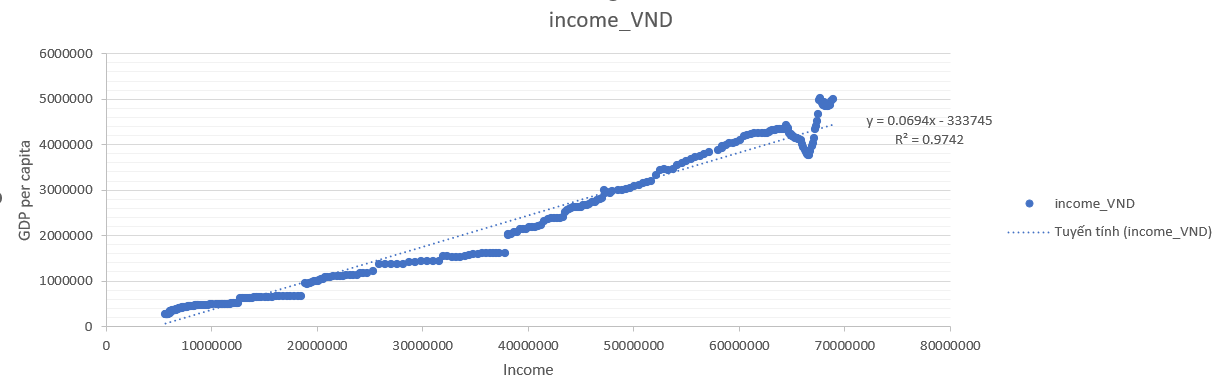 income_VND
6000000
5000000
4000000
3000000
2000000
1000000
0
GDP per capita
y = 0.0694x - 333745
R² = 0.9742
0 10000000 20000000 30000000 40000000 50000000 60000000 70000000 80000000
Income
income_VND
Tuyến tính (income_VND)